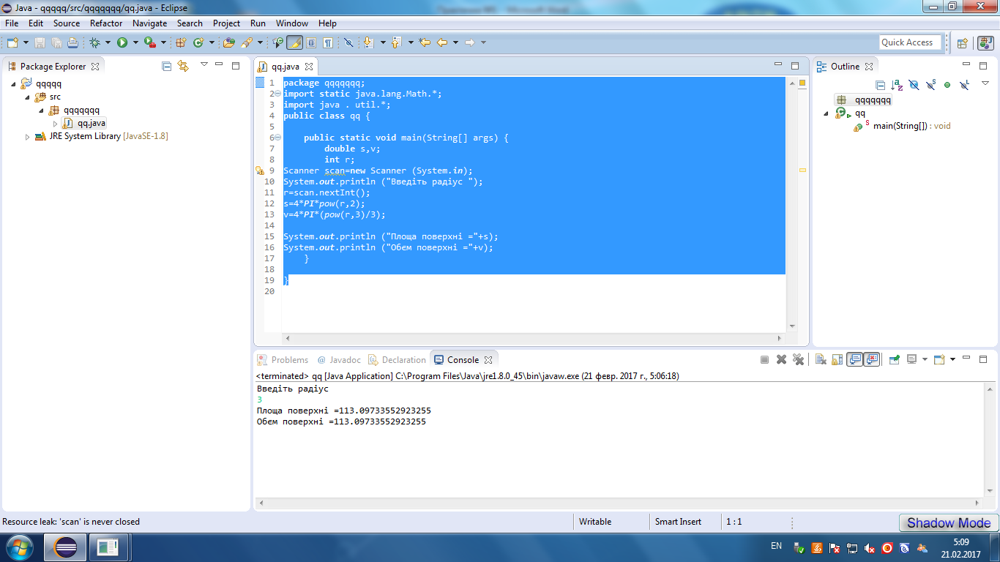 Java - qqqqq/src/qqqqqqq/qq.java - Eclipse
File Edit Source Refactor Navigate Search Project Run Window Help
Quick Access
Package Explorer
qqqqq
src
qqqqqqq
qq.java
JRE System Library [JavaSE-1.8]
qq.java
1 package qqqqqqq;
2 import static java.lang.Math.*;
3 import java . util.*;
4 public class qq {
5
6 public static void main(String[] args) {
7 double s,v;
8 int r;
9 Scanner scan=new Scanner (System.in);
10 System.out.println ("Введіть радіус ");
11 r=scan.nextInt();
12 s=4*PI*pow(r,2);
13 v=4*PI*(pow(r,3)/3);
14
15 System.out.println ("Площа поверхні ="+s);
16 System.out.println ("Обєм поверхні ="+v);
17 }
18
19 }
20
Outline
qqqqqqq
qq
main(String[]) : void
Problems @ Javadoc Declaration Console
<terminated> qq [Java Application] C:\Program Files\Java\jre1.8.0_45\bin\javaw.exe (21 февр. 2017 г., 5:06:18)
Введіть радіус
3
Площа поверхні =113.09733552923255
Обєм поверхні =113.09733552923255
Resource leak: 'scan' is never closed
Writable
Smart Insert
1 : 1
Shadow Mode
EN
5:09
21.02.2017